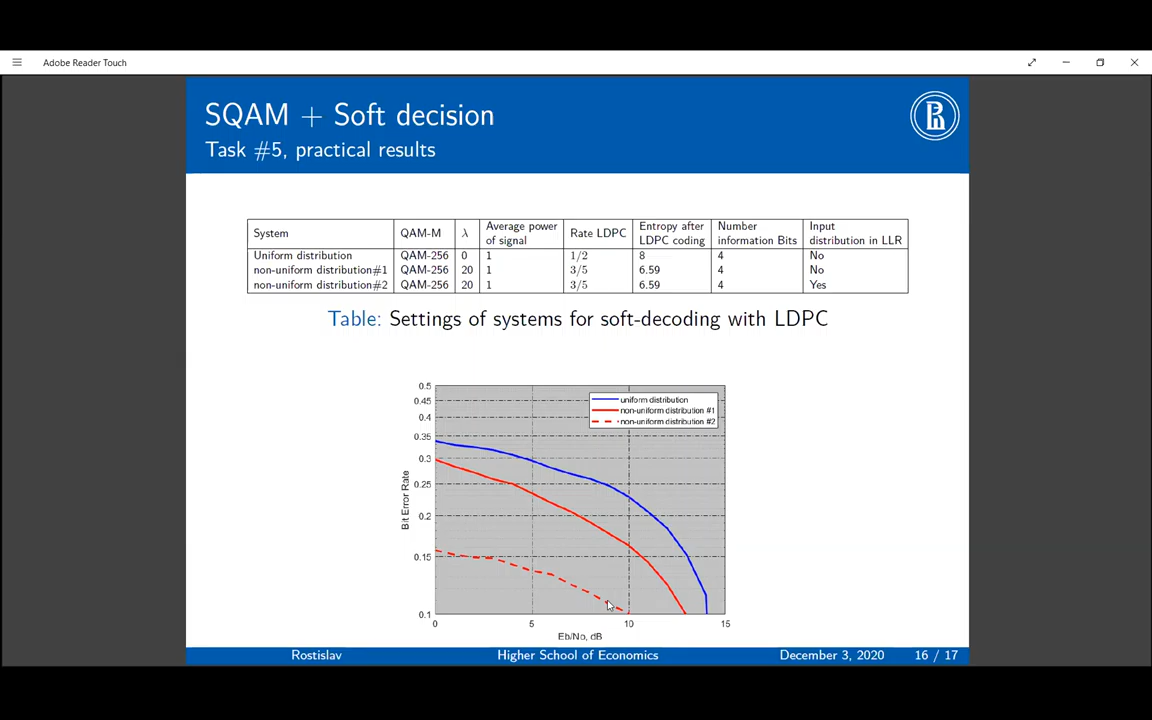 Adobe Reader Touch
SQAM + Soft decision
Task #5, practical results
System QAM-M λ Average power of signal Rate LDPC Entropy after LDPC coding Number information Bits Input distribution in LLR
Uniform distribution QAM-256 0 1 1/2 8 4 No
non-uniform distribution#1 QAM-256 20 1 3/5 6.59 4 No
non-uniform distribution#2 QAM-256 20 1 3/5 6.59 4 Yes
Table: Settings of systems for soft-decoding with LDPC
uniform distribution
non-uniform distribution #1
non-uniform distribution #2
Bit Error Rate
0.5
0.45
0.4
0.35
0.3
0.25
0.2
0.15
0.1
0 5 10 15
Eb/No, dB
Rostislav Higher School of Economics December 3, 2020 16 / 17